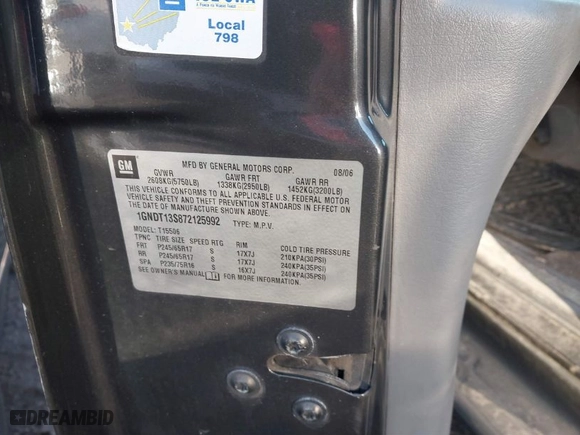 Local
798
GM
MFD BY GENERAL MOTORS CORP. 08/06
GVWR GAWR FRT GAWR RR
2608KG(5750LB) 1338KG(2950LB) 1452KG(3200LB)
THIS VEHICLE CONFORMS TO ALL APPLICABLE U.S. FEDERAL MOTOR
VEHICLE SAFETY, BUMPER, AND THEFT PREVENTION STANDARDS IN
EFFECT ON THE DATE OF MANUFACTURE SHOWN ABOVE.
1GNDT13S872125992 TYPE: M.P.V.
MODEL: T15506
TPNC TIRE SIZE SPEED RTG RIM COLD TIRE PRESSURE
FRT P245/65R17 S 17X7J 210KPA(30PSI)
RR P245/65R17 S 17X7J 240KPA(35PSI)
SPA P235/75R16 S 16X7J 240KPA(35PSI)
SEE OWNER'S MANUAL
DREAMBID